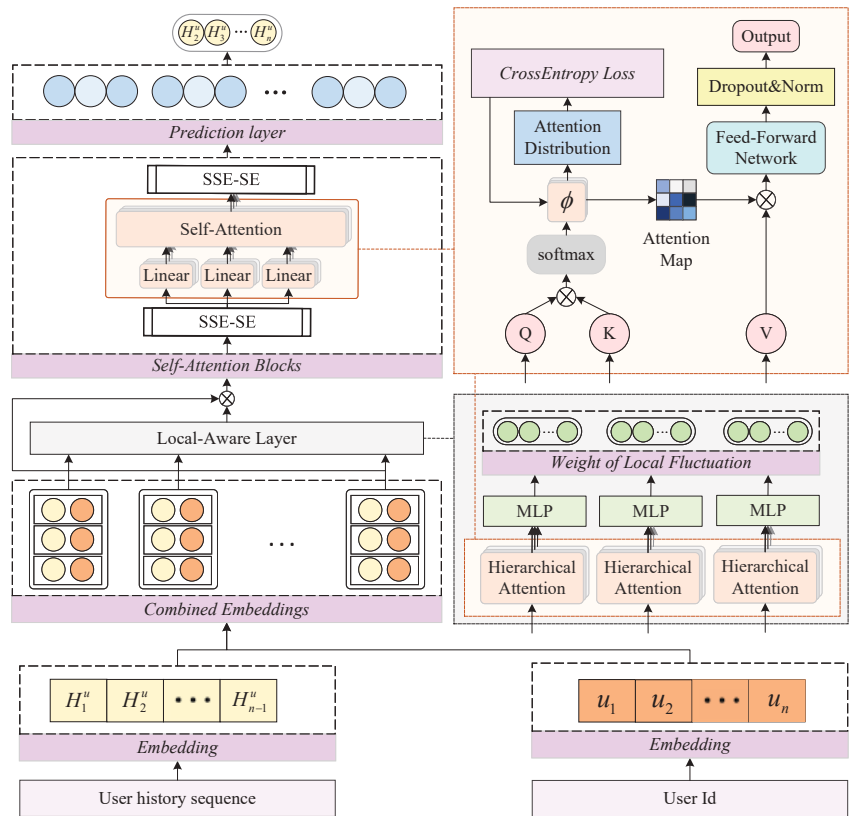 H₂ᵘ H₃ᵘ ⋯ Hₙᵘ
Prediction layer
SSE-SE
Self-Attention
Linear Linear Linear
SSE-SE
Self-Attention Blocks
Local-Aware Layer
Combined Embeddings
H₁ᵘ H₂ᵘ ••• Hₙ₋₁ᵘ
Embedding
User history sequence
Output
CrossEntropy Loss
Dropout&Norm
Attention
Distribution
Feed-Forward
Network
ϕ
Attention
Map
softmax
Q K V
Weight of Local Fluctuation
MLP MLP MLP
Hierarchical Hierarchical Hierarchical
Attention Attention Attention
u₁ u₂ ••• uₙ
Embedding
User Id